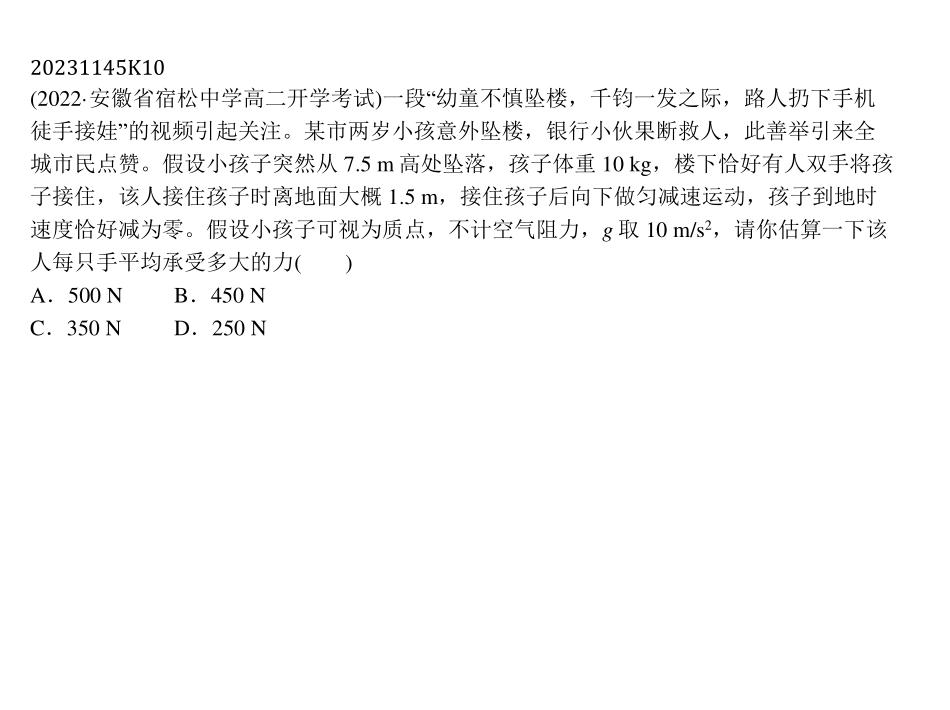 20231145K10
(2022·安徽省宿松中学高二开学考试)一段“幼童不慎坠楼，千钧一发之际，路人扔下手机
徒手接娃”的视频引起关注。某市两岁小孩意外坠楼，银行小伙果断救人，此善举引来全
城市民点赞。假设小孩子突然从 7.5 m 高处坠落，孩子体重 10 kg，楼下恰好有人双手将孩
子接住，该人接住孩子时离地面大概 1.5 m，接住孩子后向下做匀减速运动，孩子到地时
速度恰好减为零。假设小孩子可视为质点，不计空气阻力，g 取 10 m/s²，请你估算一下该
人每只手平均承受多大的力(　　)
A．500 N　　B．450 N
C．350 N　　D．250 N